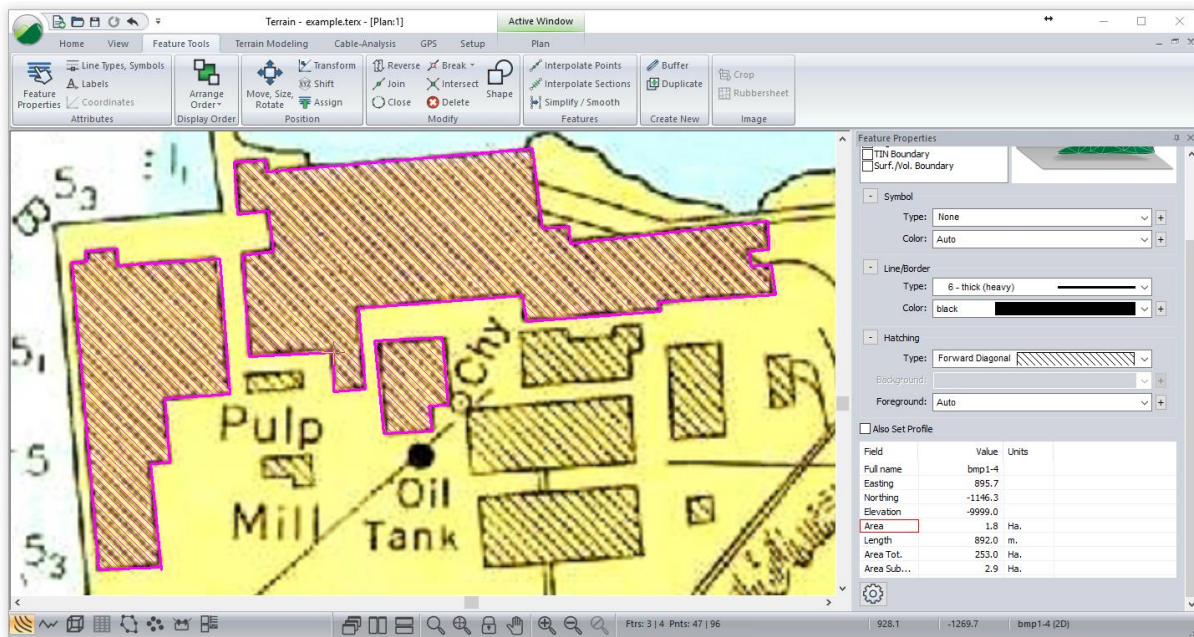 Terrain - example.terx - [Plan:1]
Active Window
Home View Feature Tools Terrain Modeling Cable-Analysis GPS Setup Plan
Feature Properties
Line Types, Symbols
Labels
Coordinates
Attributes
Arrange Order
Display Order
Move, Size, Rotate
Transform
XYZ Shift
Assign
Position
Reverse
Join
Close
Break
Intersect
Delete
Shape
Modify
Interpolate Points
Interpolate Sections
Simplify / Smooth
Features
Buffer
Duplicate
Create New
Crop
Rubbersheet
Image
5₃
8
5₁
5
5₃
Pulp
Mill
Chy
Oil
Tank
Feature Properties
TIN Boundary
Surf./Vol. Boundary
Symbol
Type: None
Color: Auto
Line/Border
Type: 6 - thick (heavy)
Color: black
Hatching
Type: Forward Diagonal
Background:
Foreground: Auto
Also Set Profile
Field Value Units
Full name bmp1-4
Easting 895.7
Northing -1146.3
Elevation -9999.0
Area 1.8 Ha.
Length 892.0 m.
Area Tot. 253.0 Ha.
Area Sub... 2.9 Ha.
Ftrs: 3 | 4 Pnts: 47 | 96
928.1
-1269.7
bmp1-4 (2D)